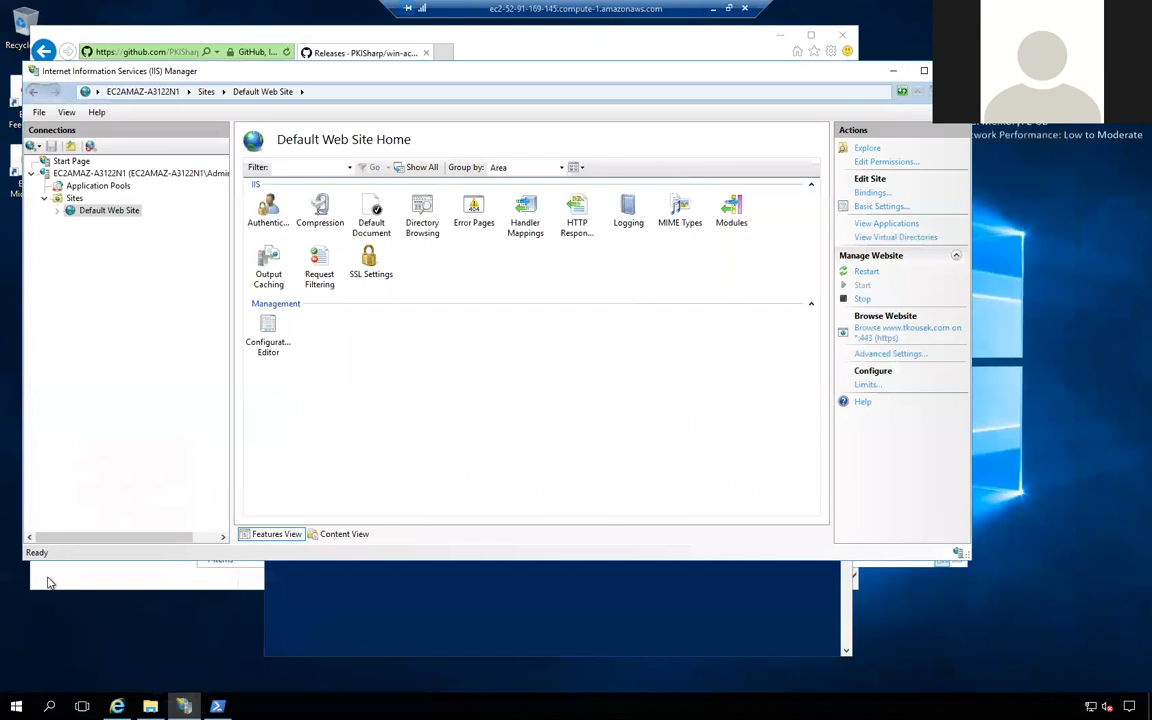 ec2-52-91-169-145.compute-1.amazonaws.com
Recyc
https://github.com/PKISharp
GitHub, I...
Releases - PKISharp/win-ac...
Internet Information Services (IIS) Manager
EC2AMAZ-A3122N1
Sites
Default Web Site
File
View
Help
Connections
Start Page
EC2AMAZ-A3122N1 (EC2AMAZ-A3122N1\Admir
Application Pools
Sites
Default Web Site
Default Web Site Home
Filter:
Go
Show All
Group by:
Area
IIS
Authentic...
Compression
Default Document
Directory Browsing
Error Pages
Handler Mappings
HTTP Respon...
Logging
MIME Types
Modules
Output Caching
Request Filtering
SSL Settings
Management
Configurat... Editor
Features View
Content View
Ready
Actions
Explore
Edit Permissions...
Edit Site
Bindings...
Basic Settings...
View Applications
View Virtual Directories
Manage Website
Restart
Start
Stop
Browse Website
Browse www.tkousek.com on
*:443 (https)
Advanced Settings...
Configure
Limits...
Help
work Performance: Low to Moderate